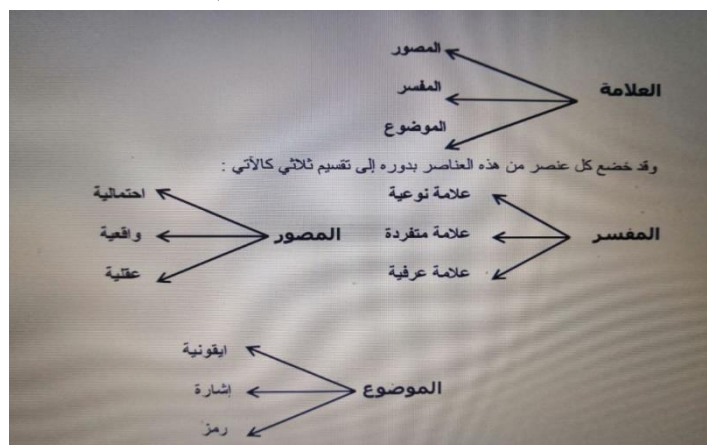 المصور
العلامة
المفسر
الموضوع
وقد خضع كل عنصر من هذه العناصر بدوره إلى تقسيم ثلاثي كالآتي :
علامة نوعية
المفسر
علامة متفردة
علامة عرفية
احتمالية
المصور
واقعية
عقلية
ايقونية
الموضوع
إشارة
رمز